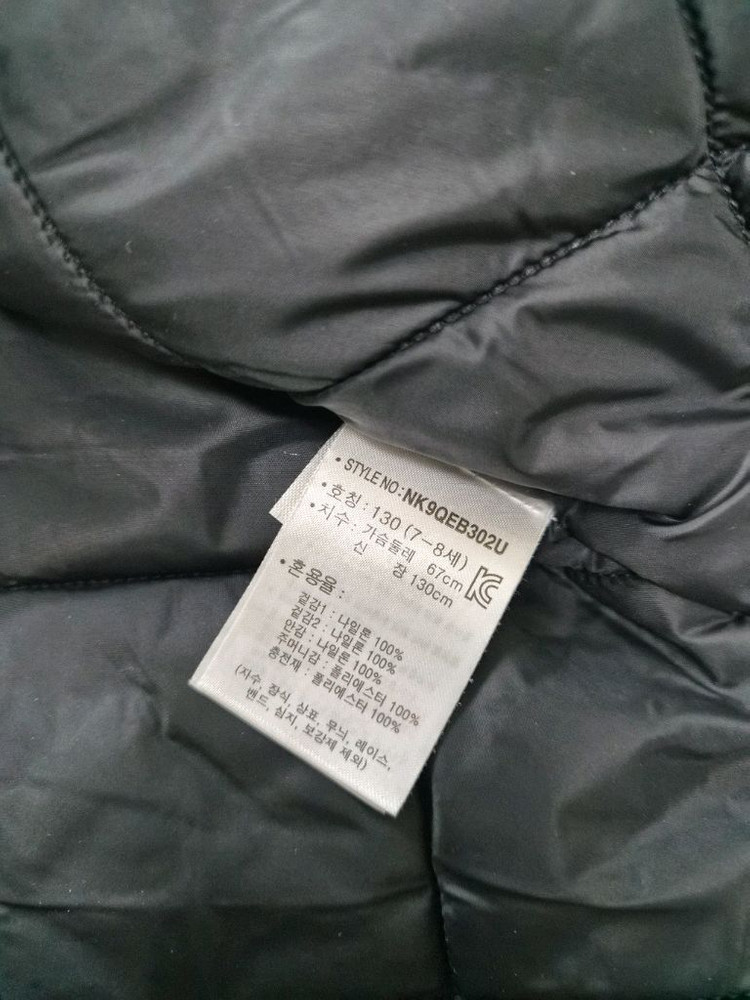 • STYLE NO : NK9QEB302U
• 호칭 : 130 (7-8세)
• 치수 : 가슴둘레 67cm
신 장 130cm
• 혼용율 :
겉감1 : 나일론 100%
겉감2 : 나일론 100%
안감 : 나일론 100%
주머니감 : 폴리에스터 100%
충전재 : 폴리에스터 100%
(자수, 장식, 상표, 무늬, 레이스,
밴드, 심지, 보강제 제외)